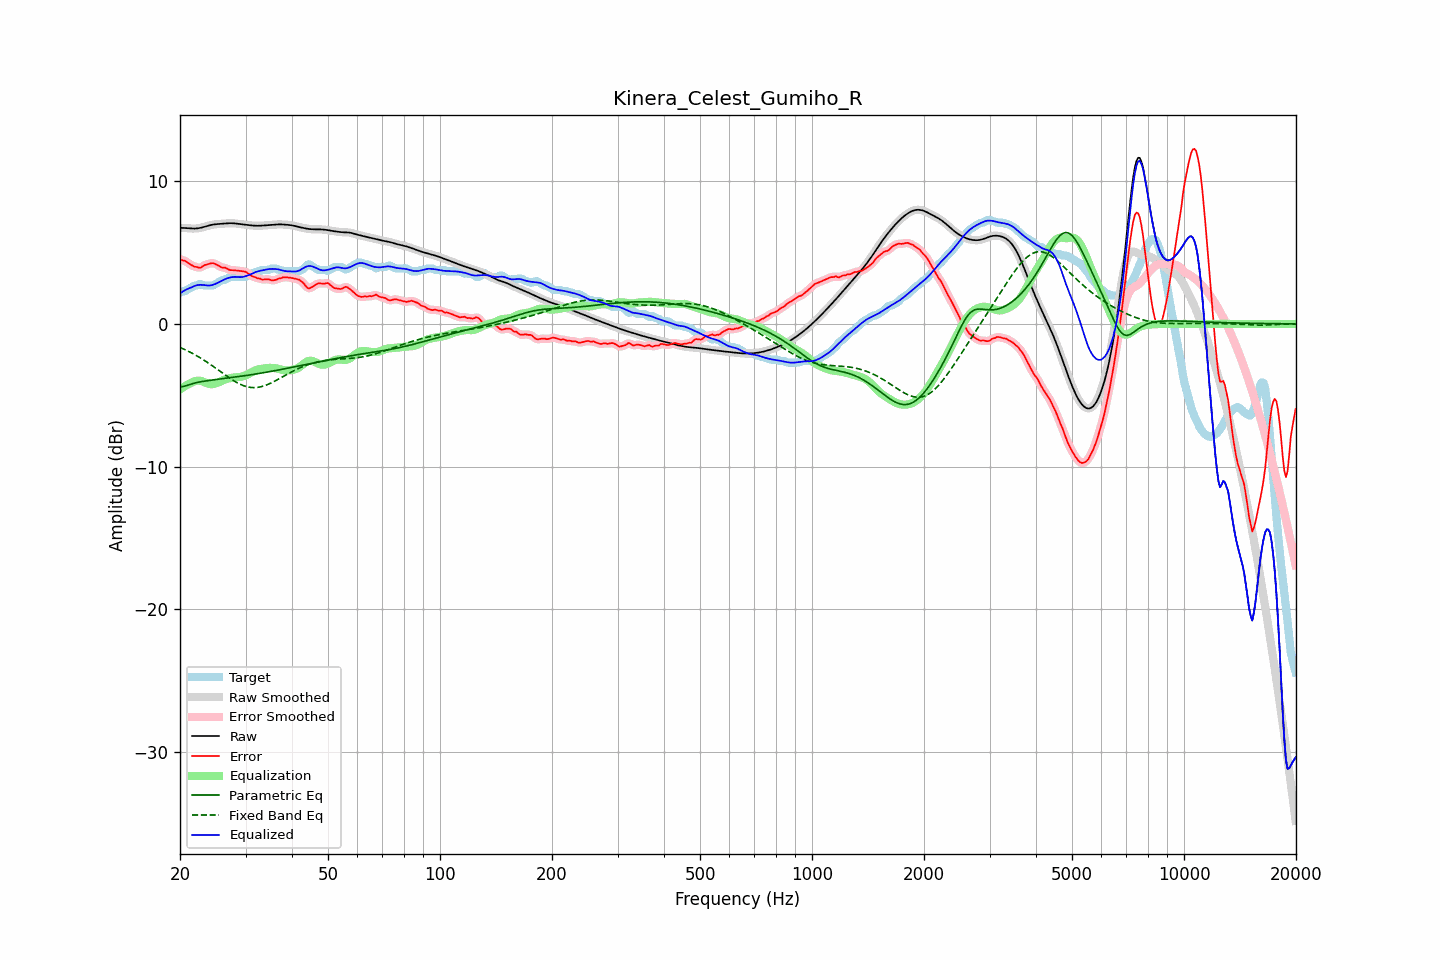 Kinera_Celest_Gumiho_R
Amplitude (dBr)
10
0
−10
−20
−30
Target
Raw Smoothed
Error Smoothed
Raw
Error
Equalization
Parametric Eq
Fixed Band Eq
Equalized
20 50 100 200 500 1000 2000 5000 10000 20000
Frequency (Hz)